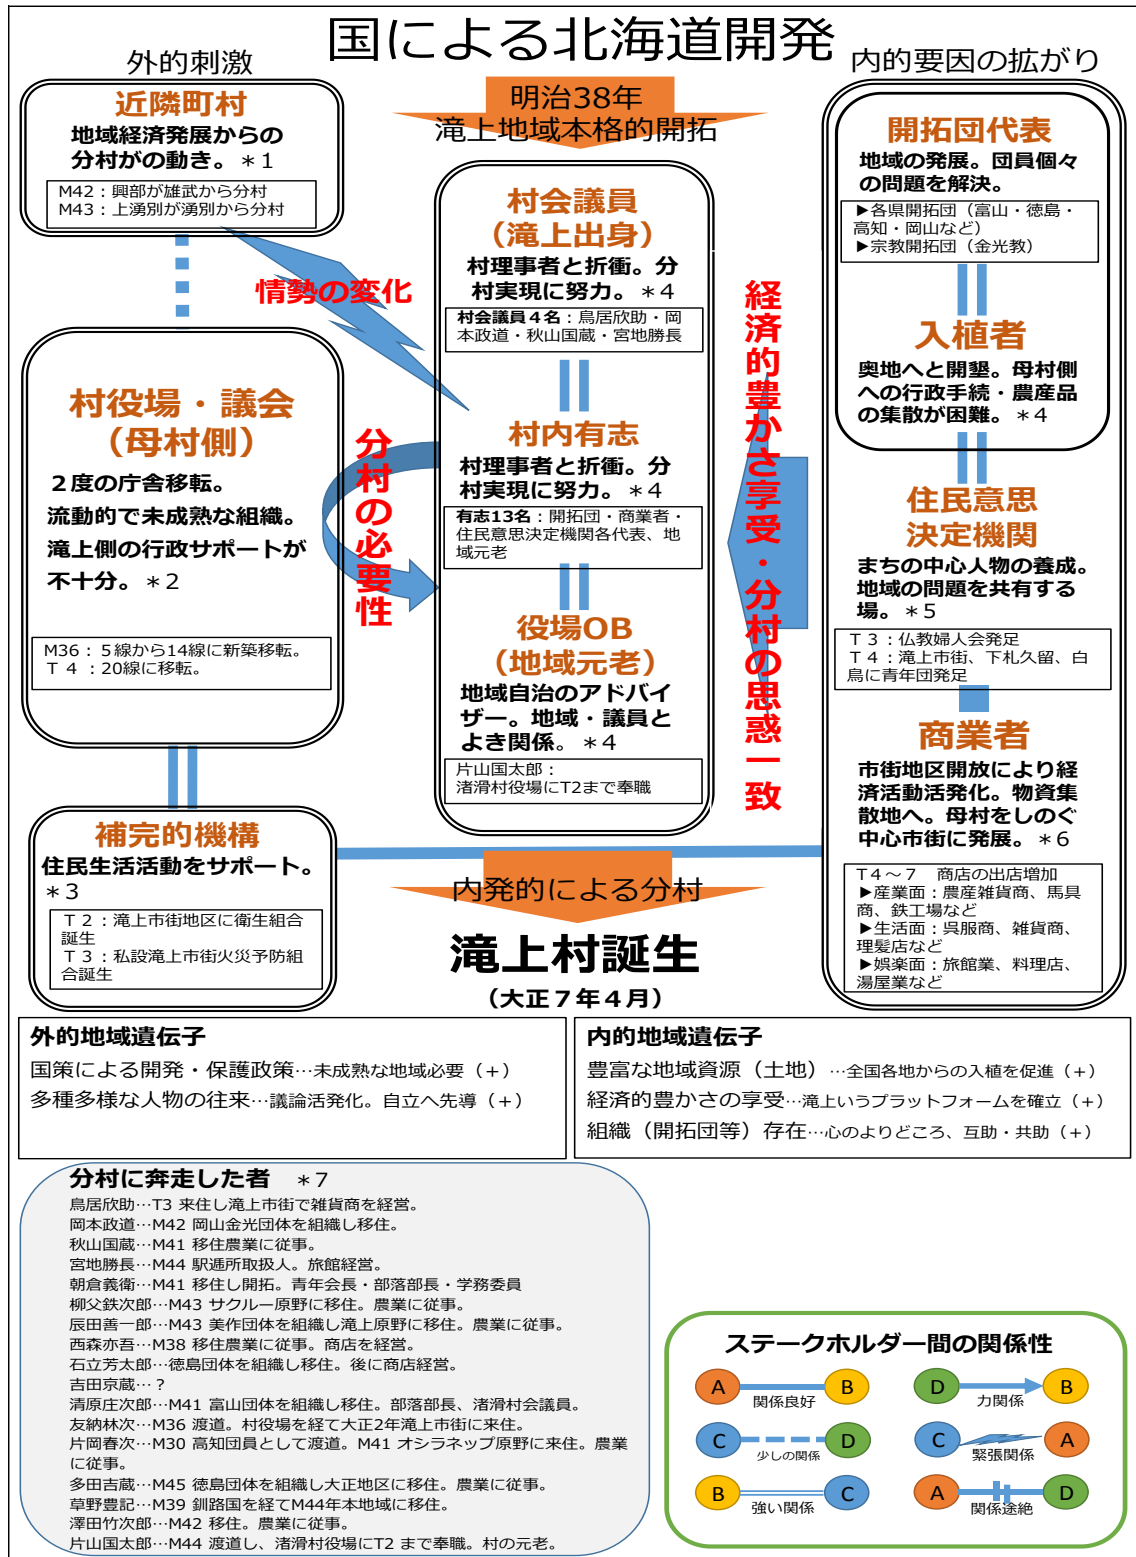 国による北海道開発
外的刺激
近隣町村
地域経済発展からの
分村がの動き。＊1
M42：興部が雄武から分村
M43：上湧別が湧別から分村
情勢の変化
村役場・議会
（母村側）
２度の庁舎移転。
流動的で未成熟な組織。
滝上側の行政サポートが
不十分。＊2
M36：５線から14線に新築移転。
Ｔ４：20線に移転。
補完的機構
住民生活活動をサポート。
＊3
Ｔ２：滝上市街地区に衛生組合
誕生
Ｔ３：私設滝上市街火災予防組
合誕生
明治38年
滝上地域本格的開拓
村会議員
（滝上出身）
村理事者と折衝。分
村実現に努力。＊4
村会議員４名：鳥居欣助・岡
本政道・秋山国蔵・宮地勝長
村内有志
村理事者と折衝。分
村実現に努力。＊4
有志13名：開拓団・商業者・
住民意思決定機関各代表、地
域元老
役場OB
（地域元老）
地域自治のアドバイ
ザー。地域・議員と
よき関係。＊4
片山国太郎：
渚滑村役場にT2まで奉職
分村の必要性
経済的豊かさ享受・分村の思惑一致
内的要因の拡がり
開拓団代表
地域の発展。団員個々
の問題を解決。
▶各県開拓団（富山・徳島・
高知・岡山など）
▶宗教開拓団（金光教）
入植者
奥地へと開墾。母村側
への行政手続・農産品
の集散が困難。＊4
住民意思
決定機関
まちの中心人物の養成。
地域の問題を共有する
場。＊5
Ｔ３：仏教婦人会発足
Ｔ４：滝上市街、下札久留、白
鳥に青年団発足
商業者
市街地区開放により経
済活動活発化。物資集
散地へ。母村をしのぐ
中心市街に発展。＊6
Ｔ４～７　商店の出店増加
▶産業面：農産雑貨商、馬具
商、鉄工場など
▶生活面：呉服商、雑貨商、
理髪店など
▶娯楽面：旅館業、料理店、
湯屋業など
内発的による分村
滝上村誕生
（大正７年４月）
外的地域遺伝子
国策による開発・保護政策…未成熟な地域必要（+）
多種多様な人物の往来…議論活発化。自立へ先導（+）
内的地域遺伝子
豊富な地域資源（土地）…全国各地からの入植を促進（+）
経済的豊かさの享受…滝上いうプラットフォームを確立（+）
組織（開拓団等）存在…心のよりどころ、互助・共助（+）
分村に奔走した者　＊7
鳥居欣助…T3 来住し滝上市街で雑貨商を経営。
岡本政道…M42 岡山金光団体を組織し移住。
秋山国蔵…M41 移住農業に従事。
宮地勝長…M44 駅逓所取扱人。旅館経営。
朝倉義衛…M41 移住し開拓。青年会長・部落部長・学務委員
柳父鉄次郎…M43 サクルー原野に移住。農業に従事。
辰田善一郎…M43 美作団体を組織し滝上原野に移住。農業に従事。
西森亦吾…M38 移住農業に従事。商店を経営。
石立芳太郎…徳島団体を組織し移住。後に商店経営。
吉田京蔵…？
清原庄次郎…M41 富山団体を組織し移住。部落部長、渚滑村会議員。
友納林次…M36 渡道。村役場を経て大正2年滝上市街に来住。
片岡春次…M30 高知団員として渡道。M41 オシラネップ原野に来住。農業
に従事。
多田吉蔵…M45 徳島団体を組織し大正地区に移住。農業に従事。
草野豊記…M39 釧路国を経てM44年本地域に移住。
澤田竹次郎…M42 移住。農業に従事。
片山国太郎…M44 渡道し、渚滑村役場にT2 まで奉職。村の元老。
ステークホルダー間の関係性
A 関係良好 B
D 力関係 B
C 少しの関係 D
C 緊張関係 A
B 強い関係 C
A 関係途絶 D